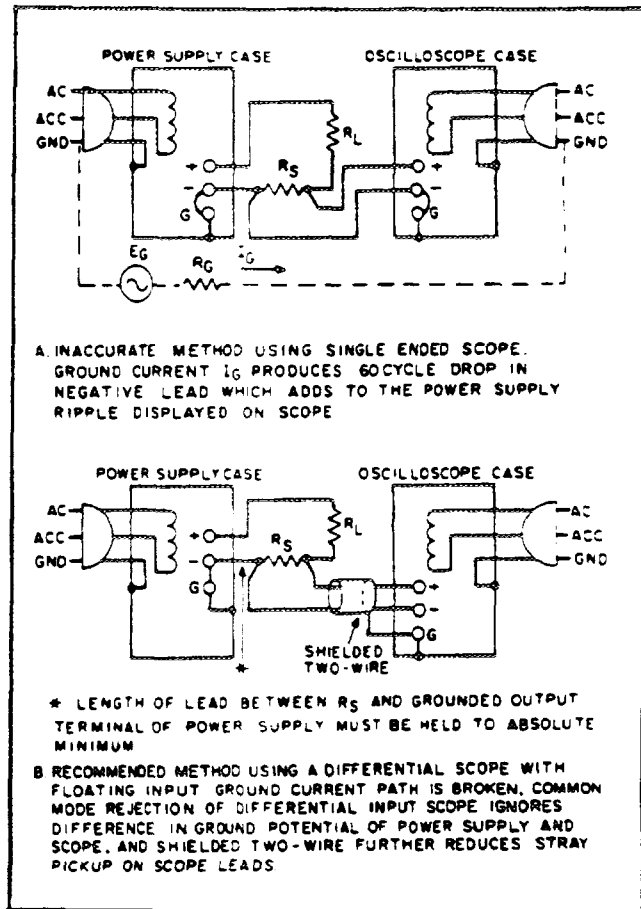 POWER SUPPLY CASE
OSCILLOSCOPE CASE
AC
ACC
GND
RL
RS
+
-
G
+
-
G
AC
ACC
GND
EG
RG
IG
A. INACCURATE METHOD USING SINGLE ENDED SCOPE.
GROUND CURRENT IG PRODUCES 60 CYCLE DROP IN
NEGATIVE LEAD WHICH ADDS TO THE POWER SUPPLY
RIPPLE DISPLAYED ON SCOPE
POWER SUPPLY CASE
OSCILLOSCOPE CASE
AC
ACC
GND
RL
RS
+
-
G
+
-
G
AC
ACC
GND
SHIELDED
TWO-WIRE
*
* LENGTH OF LEAD BETWEEN RS AND GROUNDED OUTPUT
TERMINAL OF POWER SUPPLY MUST BE HELD TO ABSOLUTE
MINIMUM
B RECOMMENDED METHOD USING A DIFFERENTIAL SCOPE WITH
FLOATING INPUT GROUND CURRENT PATH IS BROKEN, COMMON
MODE REJECTION OF DIFFERENTIAL INPUT SCOPE IGNORES
DIFFERENCE IN GROUND POTENTIAL OF POWER SUPPLY AND
SCOPE, AND SHIELDED TWO-WIRE FURTHER REDUCES STRAY
PICKUP ON SCOPE LEADS